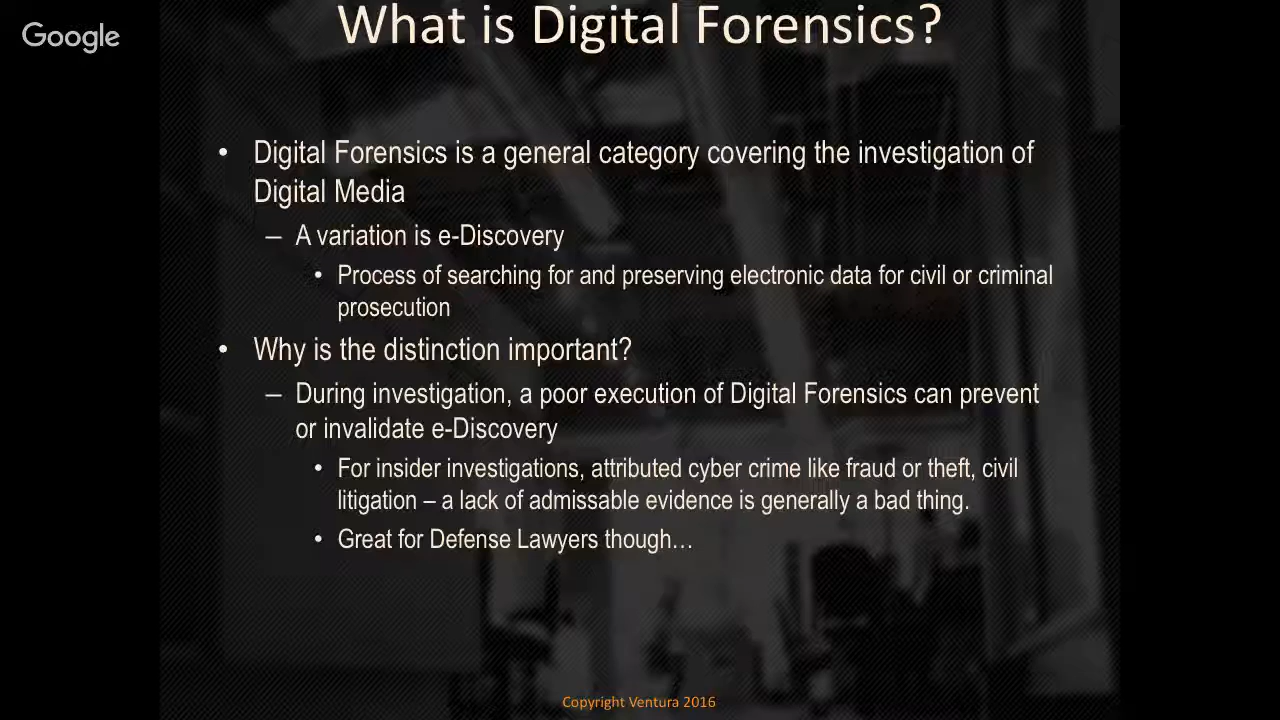 Google
What is Digital Forensics?
• Digital Forensics is a general category covering the investigation of
Digital Media
– A variation is e-Discovery
• Process of searching for and preserving electronic data for civil or criminal
prosecution
• Why is the distinction important?
– During investigation, a poor execution of Digital Forensics can prevent
or invalidate e-Discovery
• For insider investigations, attributed cyber crime like fraud or theft, civil
litigation – a lack of admissable evidence is generally a bad thing.
• Great for Defense Lawyers though…
Copyright Ventura 2016